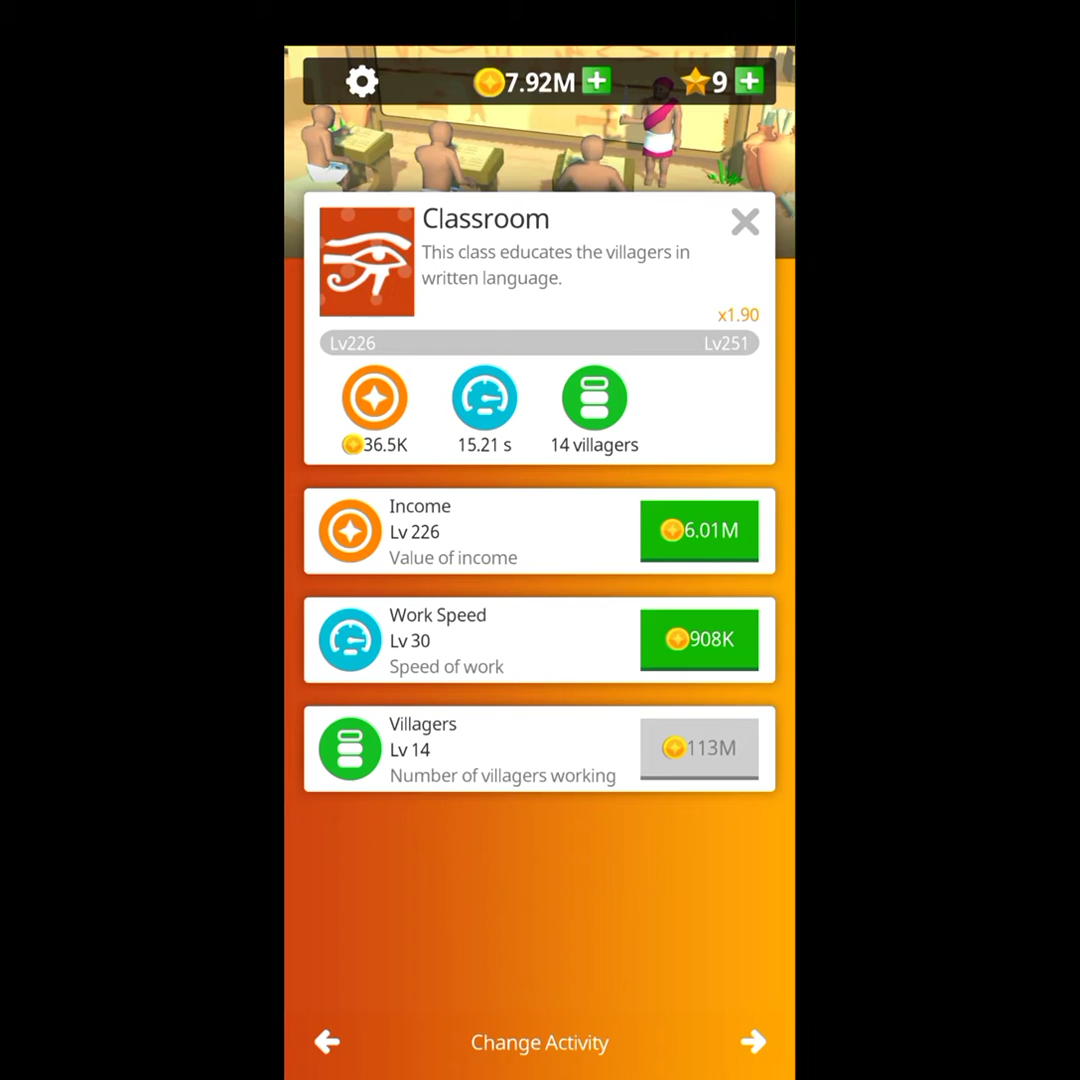 7.92M
9
Classroom
This class educates the villagers in
written language.
x1.90
Lv226 Lv251
36.5K 15.21 s 14 villagers
Income
Lv 226
Value of income
6.01M
Work Speed
Lv 30
Speed of work
908K
Villagers
Lv 14
Number of villagers working
113M
Change Activity